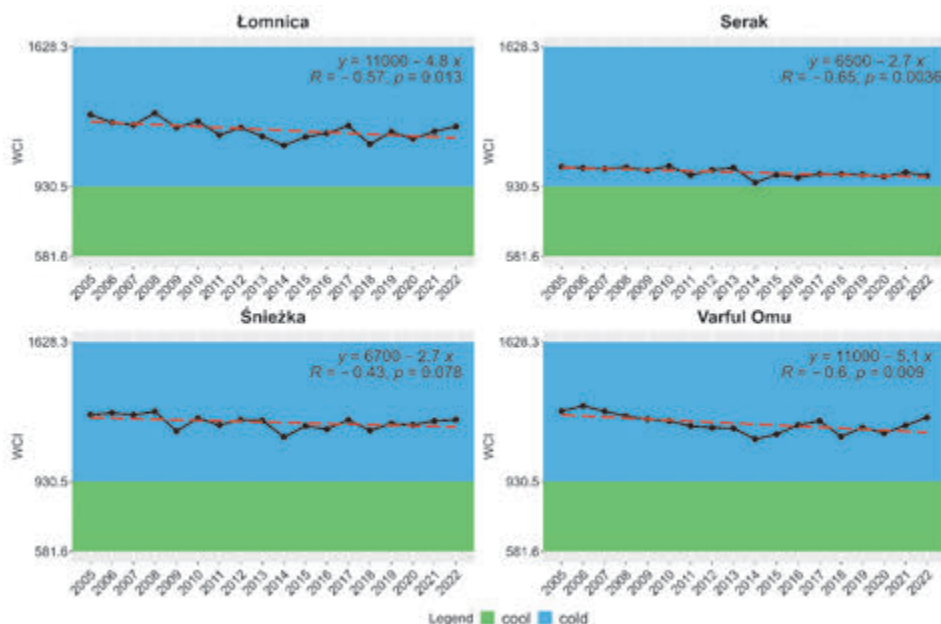 Łomnica
1628.3
y = 11000 − 4.8 x
R = − 0.57, p = 0.013
WCI
930.5
581.6
2005 2006 2007 2008 2009 2010 2011 2012 2013 2014 2015 2016 2017 2018 2019 2020 2021 2022
Serak
1628.3
y = 6500 − 2.7 x
R = − 0.65, p = 0.0036
WCI
930.5
581.6
2005 2006 2007 2008 2009 2010 2011 2012 2013 2014 2015 2016 2017 2018 2019 2020 2021 2022
Śnieżka
1628.3
y = 6700 − 2.7 x
R = − 0.43, p = 0.078
WCI
930.5
581.6
2005 2006 2007 2008 2009 2010 2011 2012 2013 2014 2015 2016 2017 2018 2019 2020 2021 2022
Varful Omu
1628.3
y = 11000 − 5.1 x
R = − 0.6, p = 0.009
WCI
930.5
581.6
2005 2006 2007 2008 2009 2010 2011 2012 2013 2014 2015 2016 2017 2018 2019 2020 2021 2022
Legend cool cold